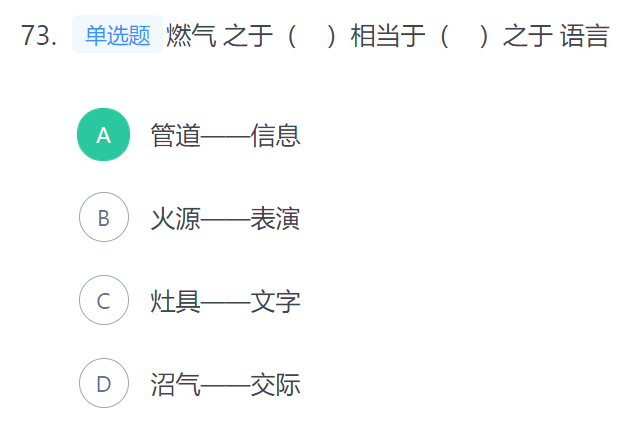 73. 单选题 燃气 之于（ ）相当于（ ）之于 语言
A 管道——信息
B 火源——表演
C 灶具——文字
D 沼气——交际